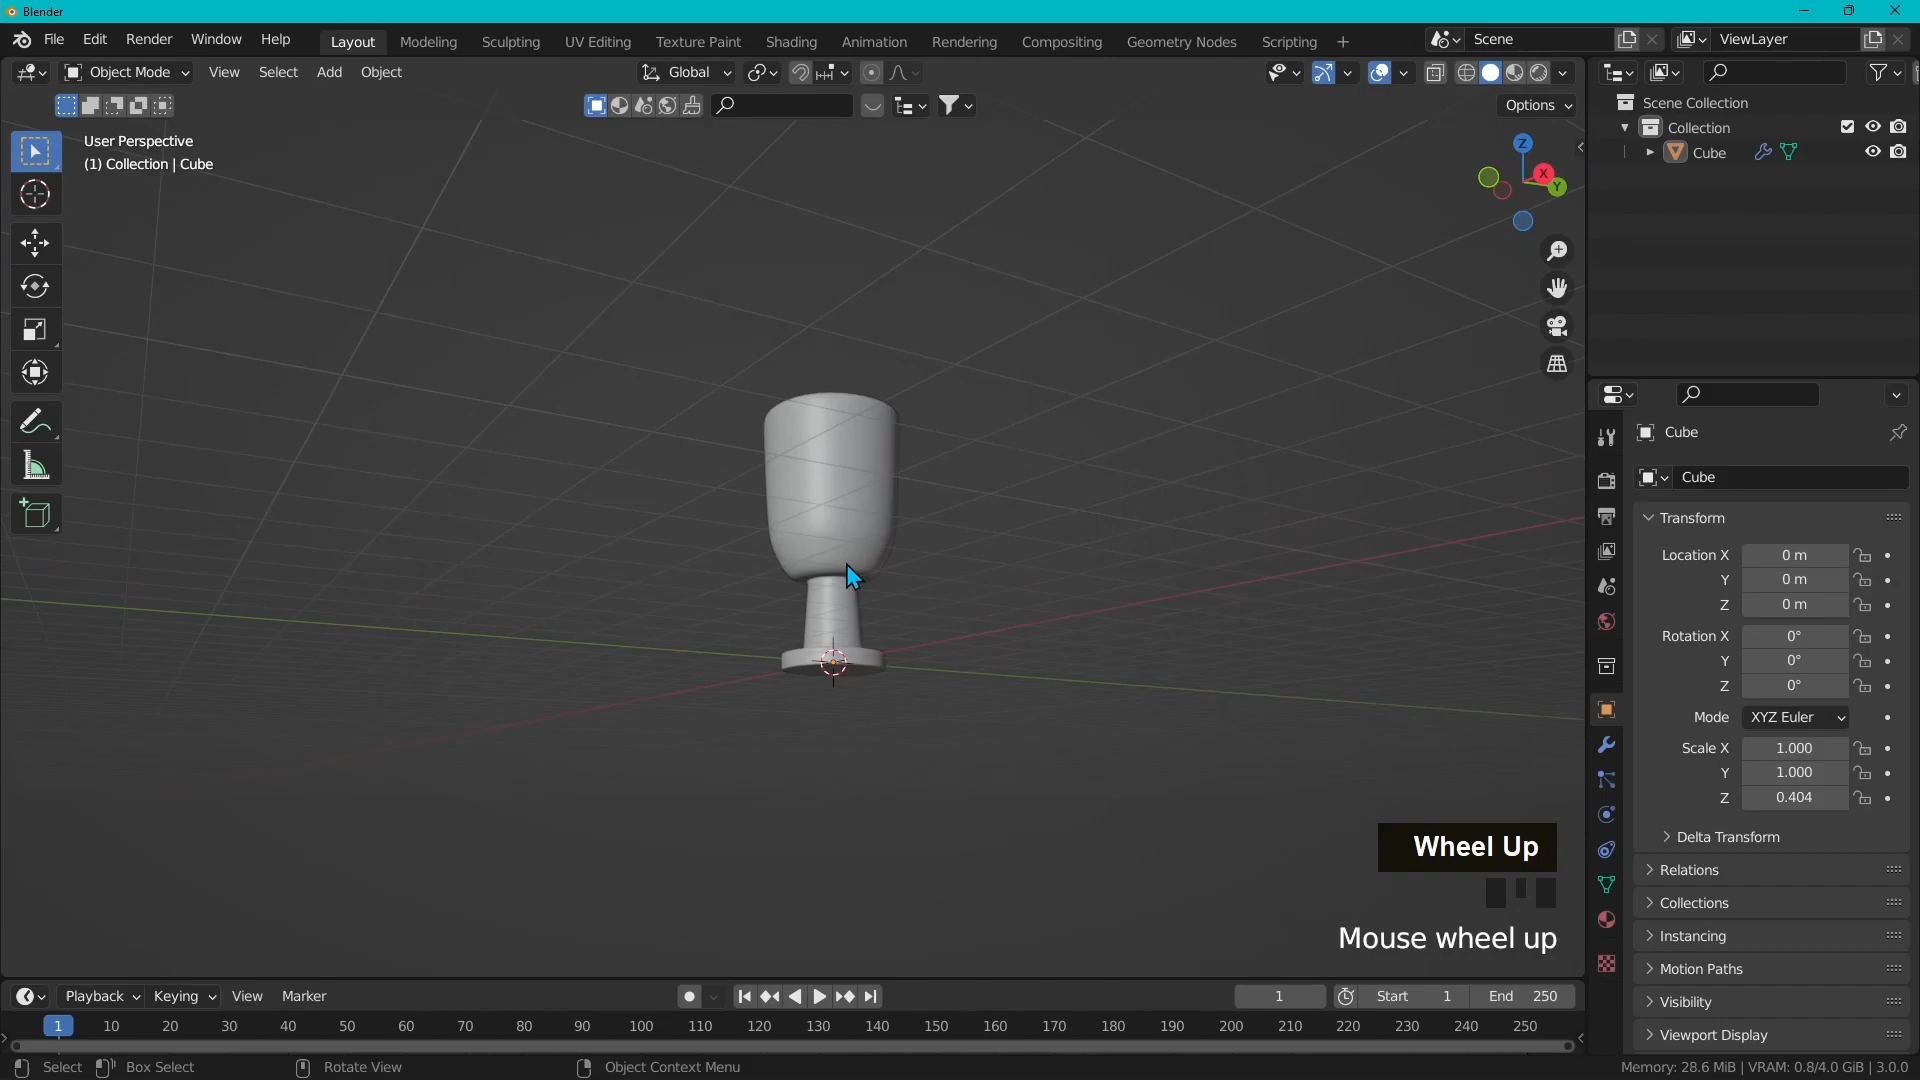 Blender
File Edit Render Window Help
Layout Modeling Sculpting UV Editing Texture Paint Shading Animation Rendering Compositing Geometry Nodes Scripting +
Scene
ViewLayer
Object Mode View Select Add Object
Global
Options
User Perspective
(1) Collection | Cube
Z
X
Y
Scene Collection
Collection
Cube
Cube
Cube
Transform
Location X 0 m
Y 0 m
Z 0 m
Rotation X 0°
Y 0°
Z 0°
Mode XYZ Euler
Scale X 1.000
Y 1.000
Z 0.404
Delta Transform
Relations
Collections
Instancing
Motion Paths
Visibility
Viewport Display
Wheel Up
Mouse wheel up
Playback Keying View Marker
1 Start 1 End 250
1 10 20 30 40 50 60 70 80 90 100 110 120 130 140 150 160 170 180 190 200 210 220 230 240 250
Select Box Select Rotate View Object Context Menu
Memory: 28.6 MiB | VRAM: 0.8/4.0 GiB | 3.0.0